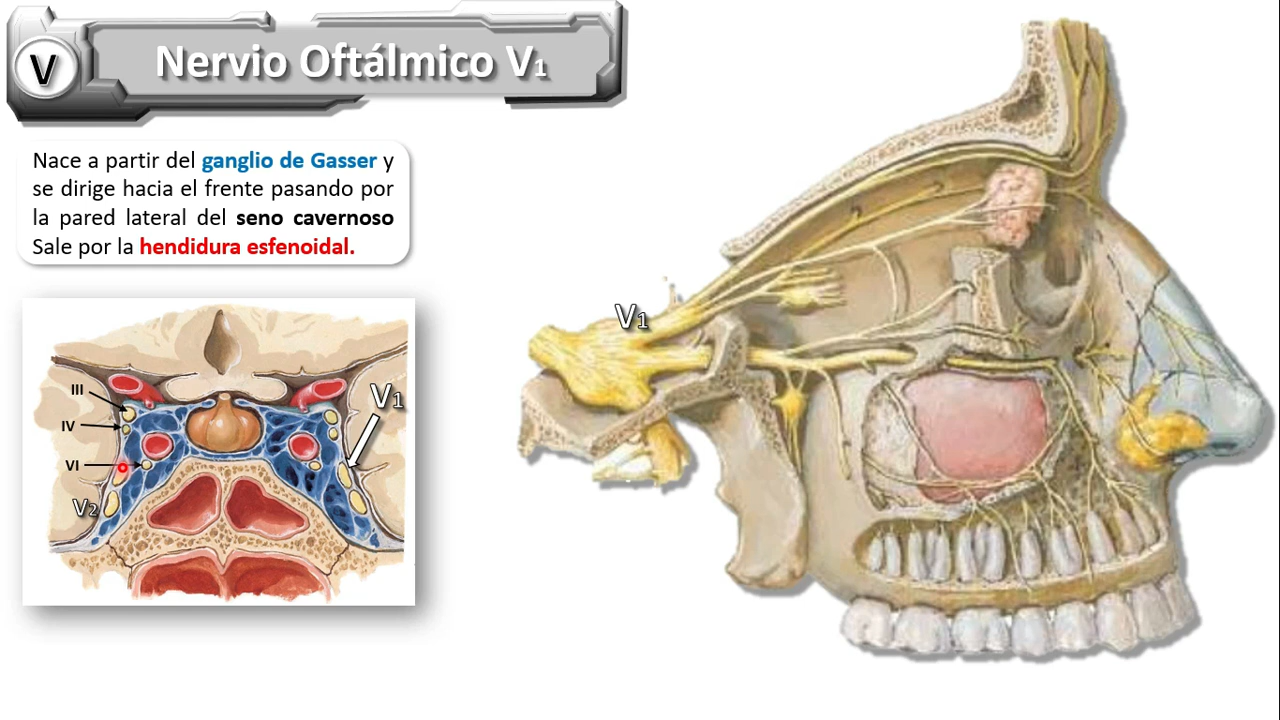 V
Nervio Oftálmico V1
Nace a partir del ganglio de Gasser y
se dirige hacia el frente pasando por
la pared lateral del seno cavernoso
Sale por la hendidura esfenoidal.
V1
III
IV
VI
V2
V1